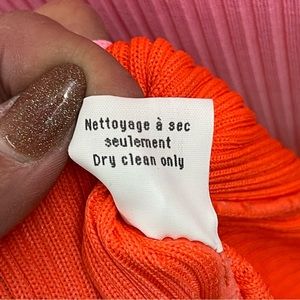 Nettoyage à sec
seulement
Dry clean only